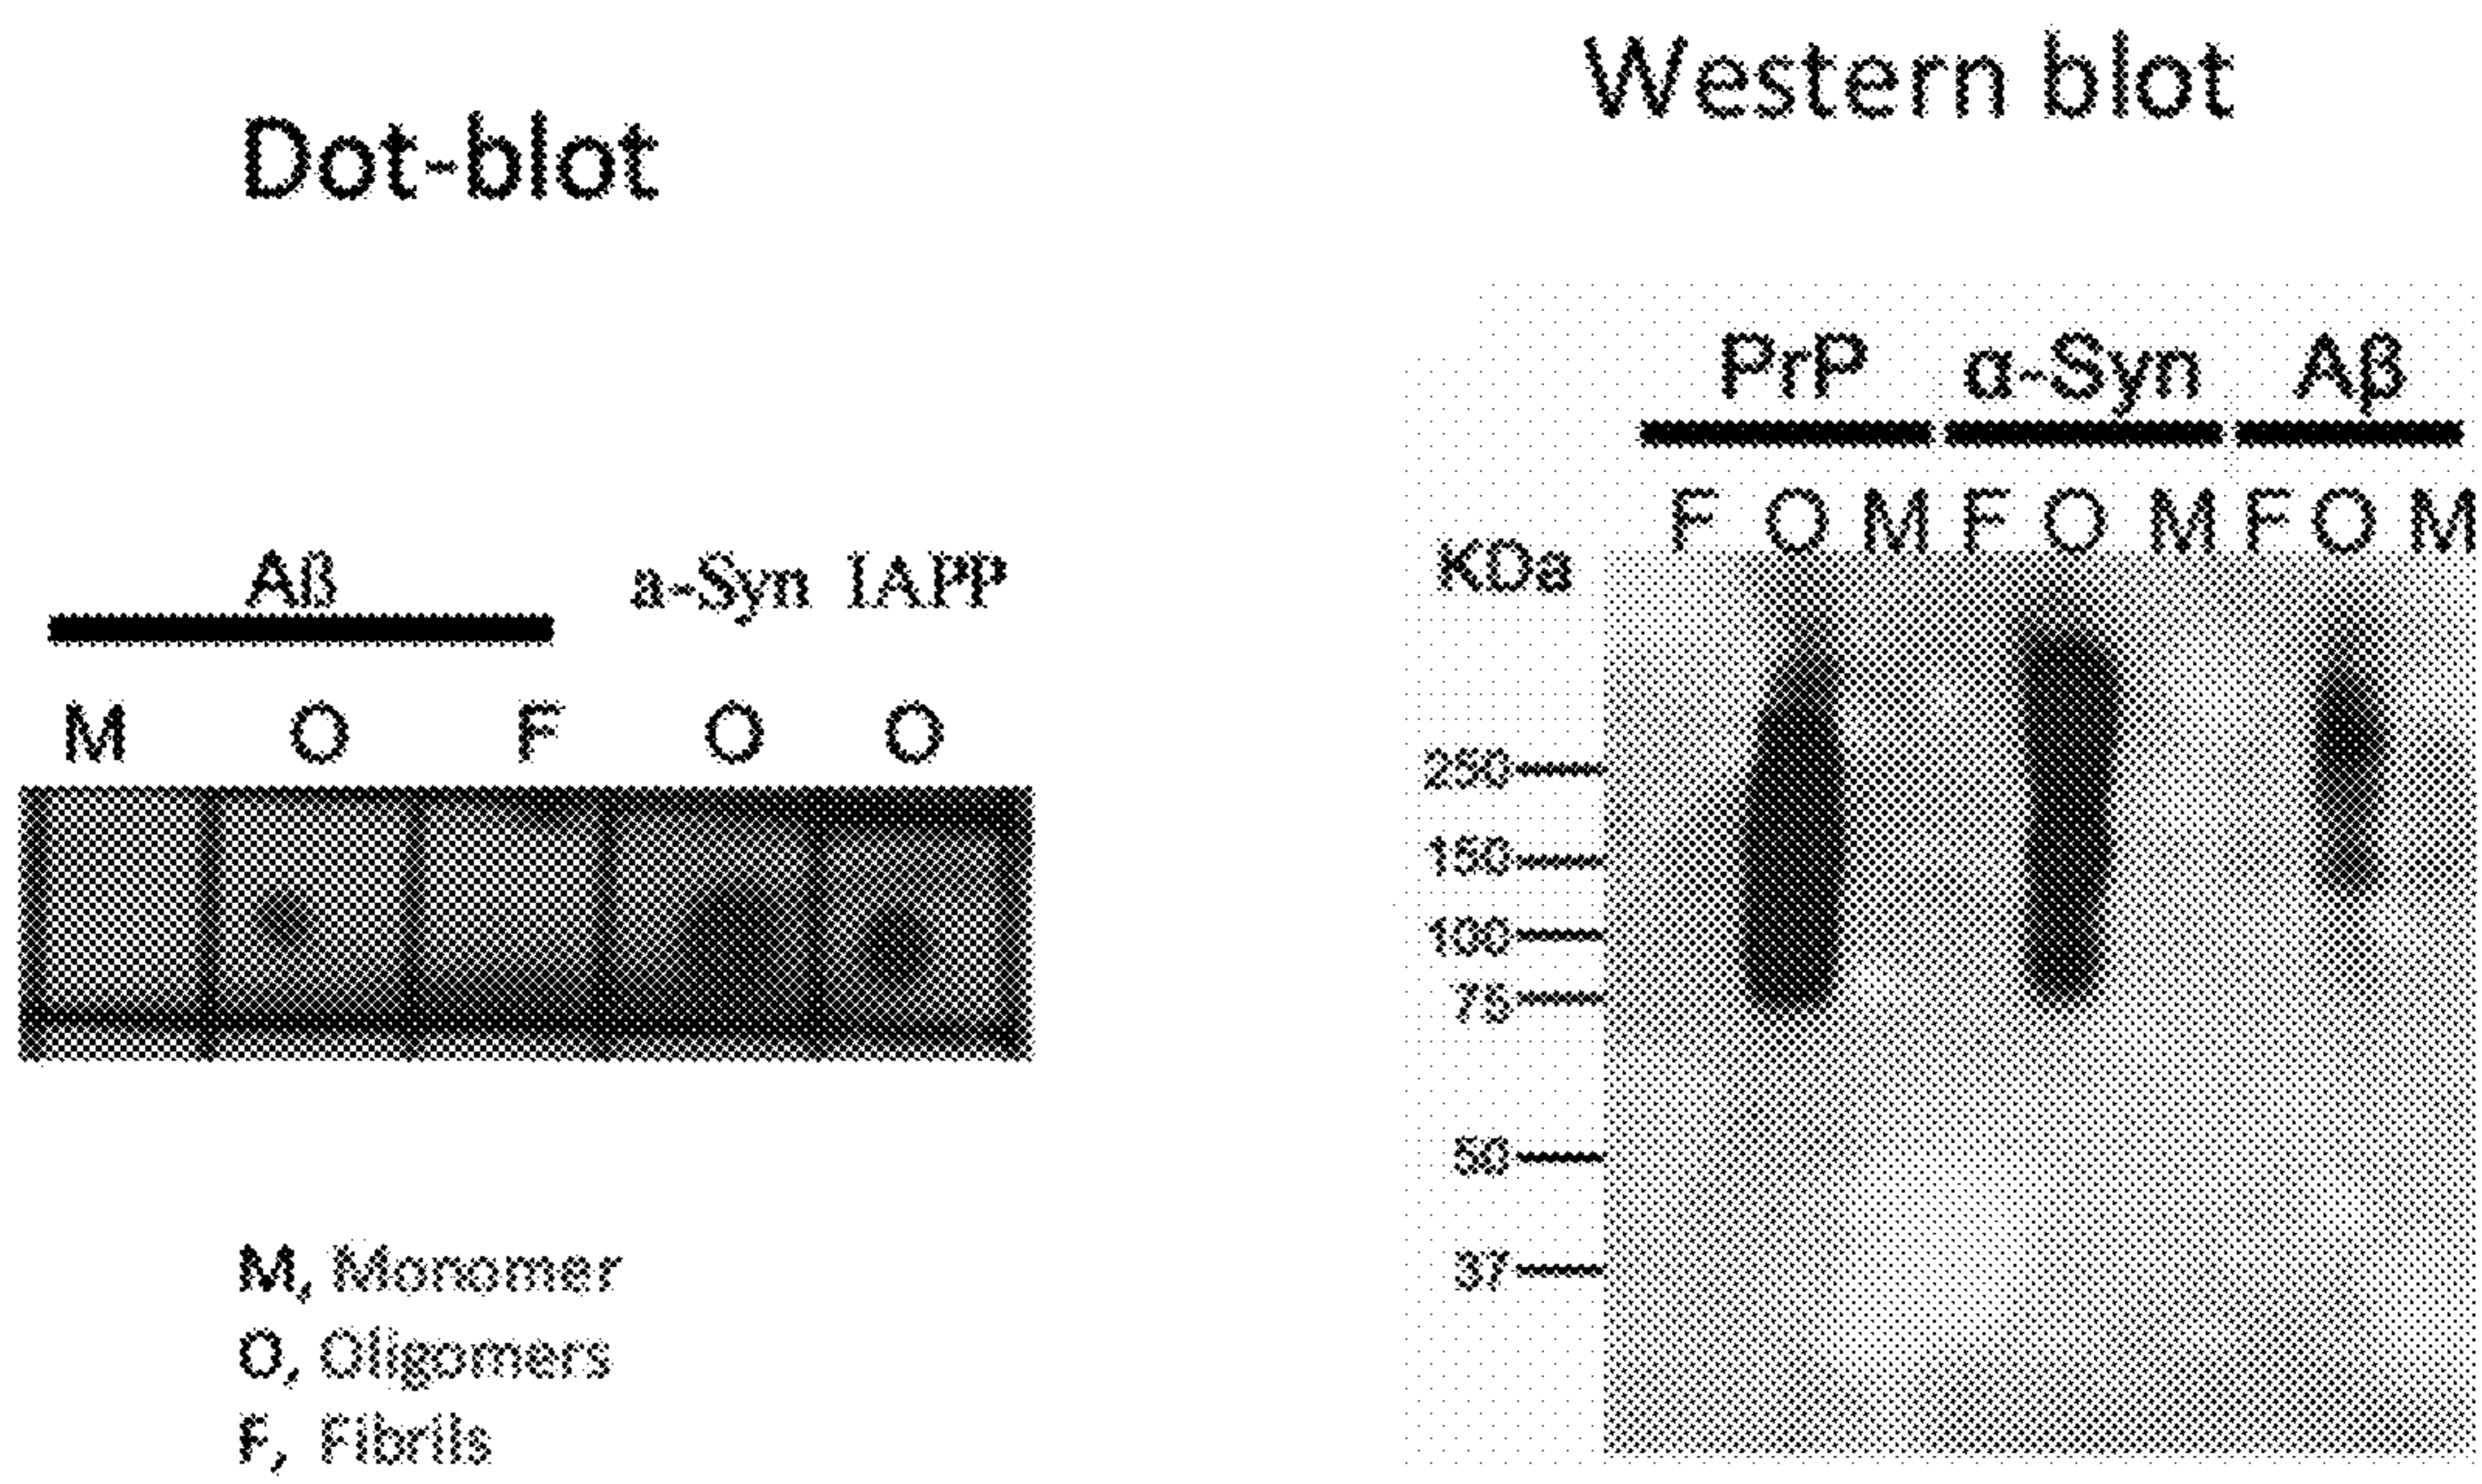 Dot-blot
Aß
a-Syn IAPP
M O F O O
M, Monomer
O, Oligomers
F, Fibrils
Western blot
PrP α-Syn Aβ
F O M F O M F O M
KDa
250
150
100
75
50
37